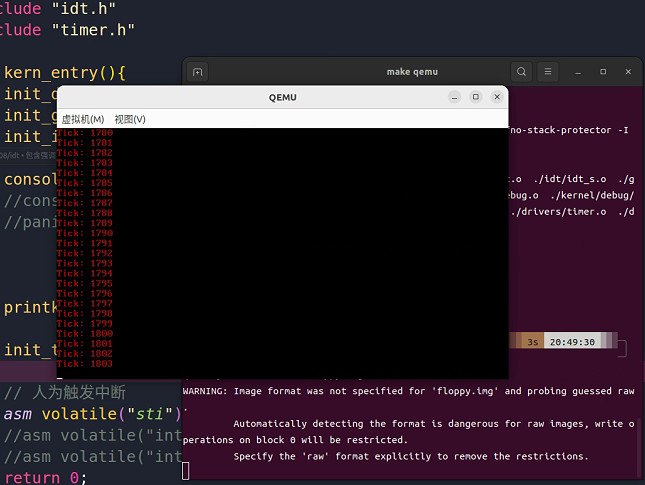 clude "idt.h"
clude "timer.h"
kern_entry(){
init_
init_
init_
08/idt • 包含强调
consol
//cons
//pani
printk
init_t
// 人为触发中断
asm volatile("sti")
//asm volatile("int
//asm volatile("int
return 0;
make qemu
no-stack-protector -I
t.o ./idt/idt_s.o ./g
ebug.o ./kernel/debug/
./drivers/timer.o ./d
3s 20:49:30
WARNING: Image format was not specified for 'floppy.img' and probing guessed raw
.
Automatically detecting the format is dangerous for raw images, write o
perations on block 0 will be restricted.
Specify the 'raw' format explicitly to remove the restrictions.
QEMU
虚拟机(M) 视图(V)
Tick: 1780
Tick: 1781
Tick: 1782
Tick: 1783
Tick: 1784
Tick: 1785
Tick: 1786
Tick: 1787
Tick: 1788
Tick: 1789
Tick: 1790
Tick: 1791
Tick: 1792
Tick: 1793
Tick: 1794
Tick: 1795
Tick: 1796
Tick: 1797
Tick: 1798
Tick: 1799
Tick: 1800
Tick: 1801
Tick: 1802
Tick: 1803